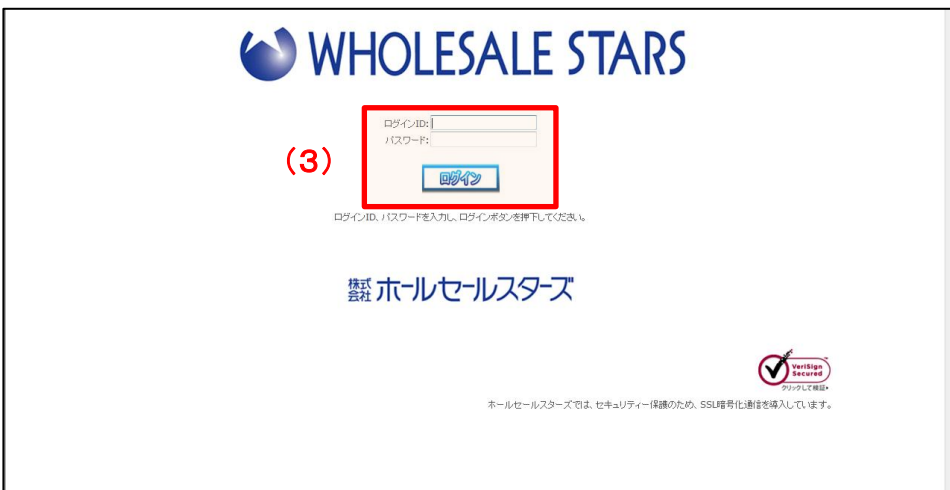 WHOLESALE STARS
ログインID:
(3)
パスワード:
ログイン
ログインID、パスワードを入力し、ログインボタンを押下してください。
株式会社 ホールセールスターズ
VeriSign
Secured
クリックして検証▶
ホールセールスターズでは、セキュリティー保護のため、SSL暗号化通信を導入しています。